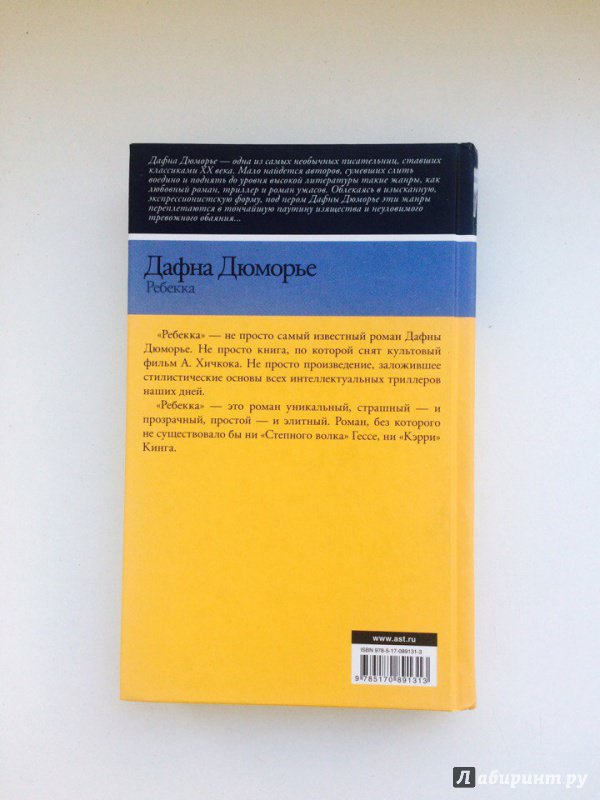 Дафна Дюморье — одна из самых необычных писательниц, ставших
классиками XX века. Мало найдется авторов, сумевших слить
воедино и поднять до уровня высокой литературы такие жанры, как
любовный роман, триллер и роман ужасов. Облекаясь в изысканную,
экспрессионистскую форму, под пером Дафны Дюморье эти жанры
переплетаются в тончайшую паутину изящества и неуловимого
тревожного обаяния...
Дафна Дюморье
Ребекка
«Ребекка» — не просто самый известный роман Дафны
Дюморье. Не просто книга, по которой снят культовый
фильм А. Хичкока. Не просто произведение, заложившее
стилистические основы всех интеллектуальных триллеров
наших дней.
«Ребекка» — это роман уникальный, страшный — и
прозрачный, простой — и элитный. Роман, без которого
не существовало бы ни «Степного волка» Гессе, ни «Кэрри»
Кинга.
www.ast.ru
ISBN 978-5-17-089131-3
9 785170 891313
Лабиринт.ру